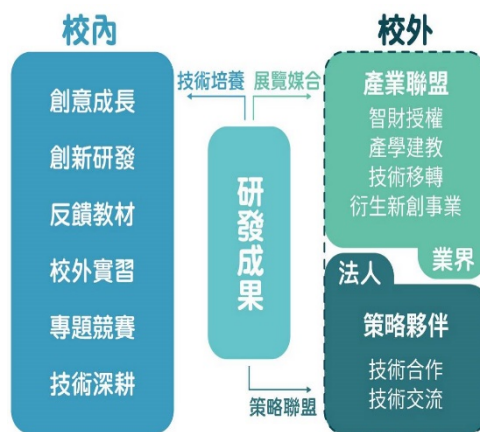 校內
創意成長
創新研發
反饋教材
校外實習
專題競賽
技術深耕
技術培養
展覽媒合
研發成果
策略聯盟
校外
產業聯盟
智財授權
產學建教
技術移轉
衍生新創事業
業界
法人
策略夥伴
技術合作
技術交流